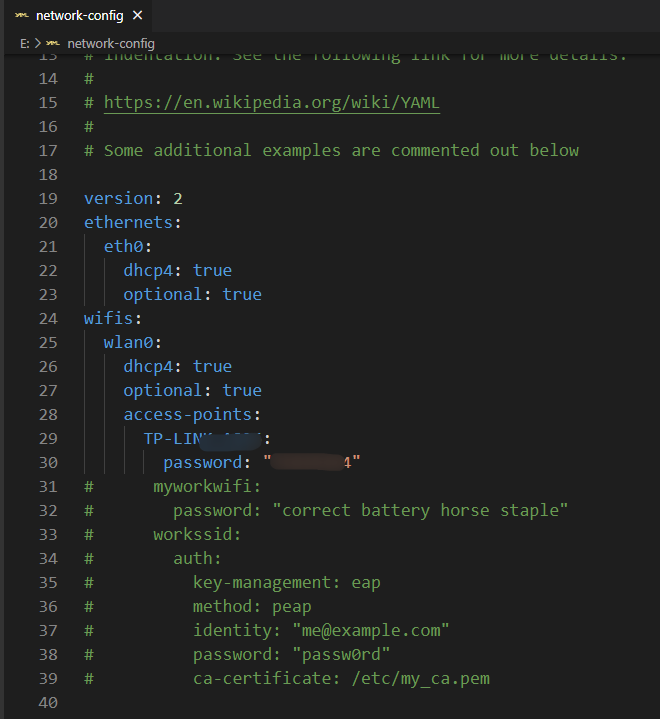 network-config
E: > network-config
13 # indentation. See the following link for more details.
14 #
15 # https://en.wikipedia.org/wiki/YAML
16 #
17 # Some additional examples are commented out below
18
19 version: 2
20 ethernets:
21   eth0:
22     dhcp4: true
23     optional: true
24 wifis:
25   wlan0:
26     dhcp4: true
27     optional: true
28     access-points:
29       TP-LINK:
30         password: "4"
31 #      myworkwifi:
32 #        password: "correct battery horse staple"
33 #      workssid:
34 #        auth:
35 #          key-management: eap
36 #          method: peap
37 #          identity: "me@example.com"
38 #          password: "passw0rd"
39 #          ca-certificate: /etc/my_ca.pem
40